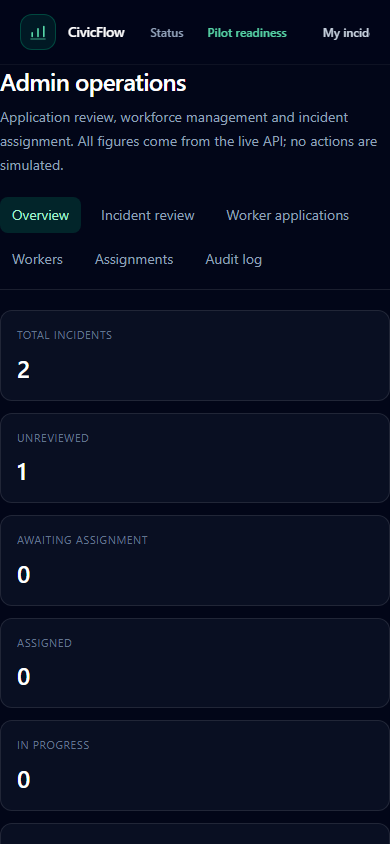 CivicFlow Status Pilot readiness My incid
Admin operations
Application review, workforce management and incident
assignment. All figures come from the live API; no actions are
simulated.
Overview Incident review Worker applications
Workers Assignments Audit log
TOTAL INCIDENTS
2
UNREVIEWED
1
AWAITING ASSIGNMENT
0
ASSIGNED
0
IN PROGRESS
0